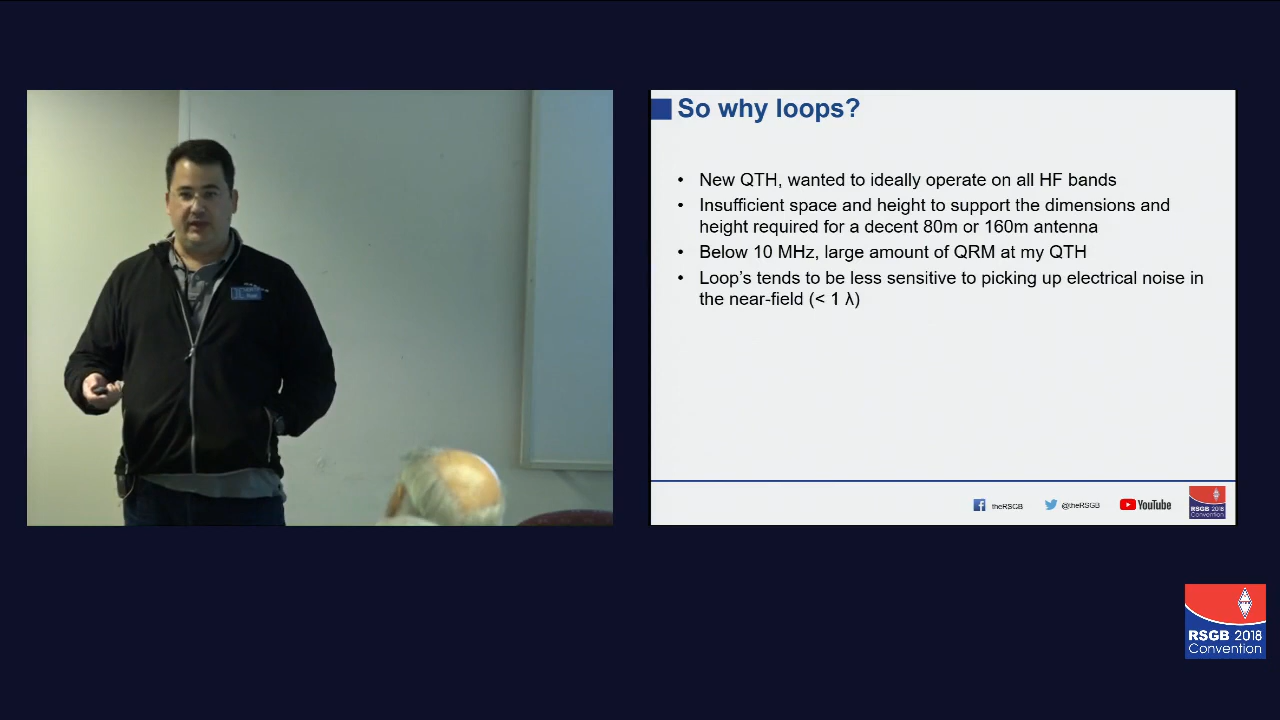 So why loops?
• New QTH, wanted to ideally operate on all HF bands
• Insufficient space and height to support the dimensions and
height required for a decent 80m or 160m antenna
• Below 10 MHz, large amount of QRM at my QTH
• Loop's tends to be less sensitive to picking up electrical noise in
the near-field (< 1 λ)
theRSGB
@theRSGB
YouTube
RSGB 2018
Convention
RSGB 2018
Convention